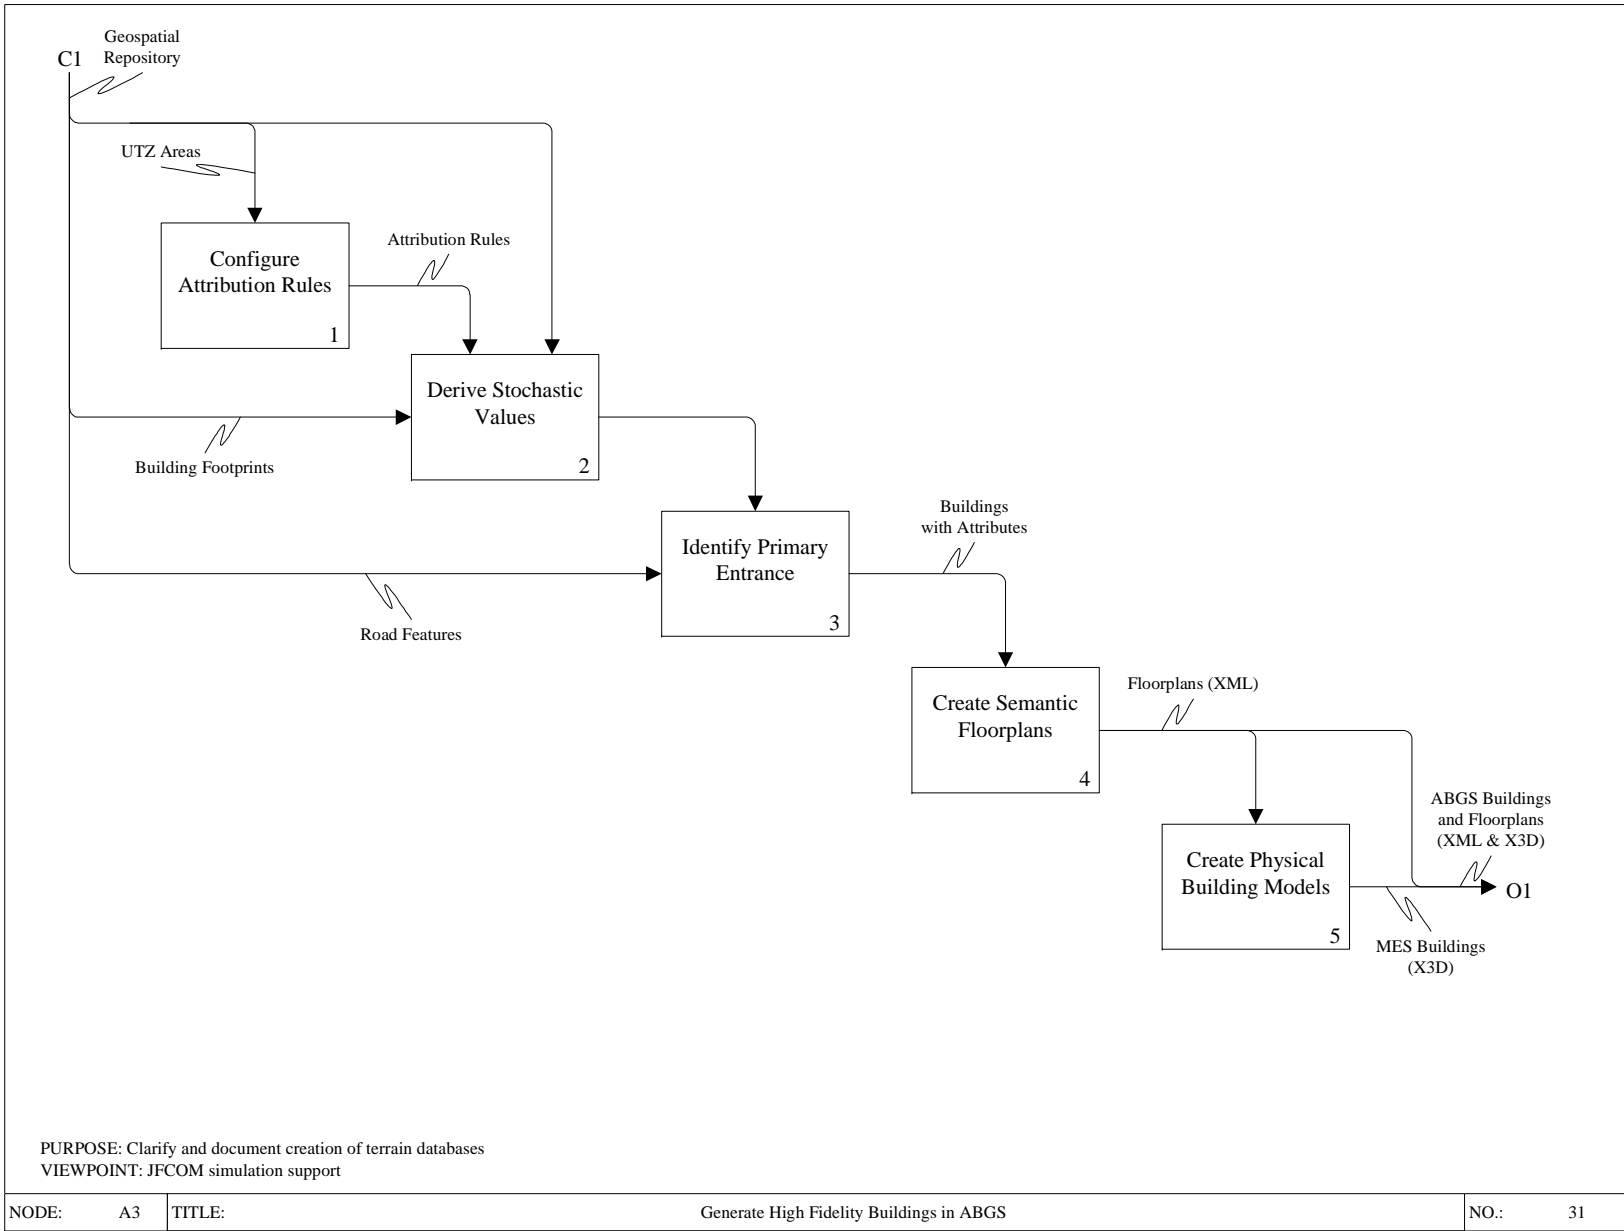 Geospatial
Repository
C1
UTZ Areas
Configure
Attribution Rules
1
Attribution Rules
Derive Stochastic
Values
2
Building Footprints
Identify Primary
Entrance
3
Road Features
Buildings
with Attributes
Create Semantic
Floorplans
4
Floorplans (XML)
Create Physical
Building Models
5
ABGS Buildings
and Floorplans
(XML & X3D)
O1
MES Buildings
(X3D)
PURPOSE: Clarify and document creation of terrain databases
VIEWPOINT: JFCOM simulation support
NODE: A3 TITLE: Generate High Fidelity Buildings in ABGS NO.: 31